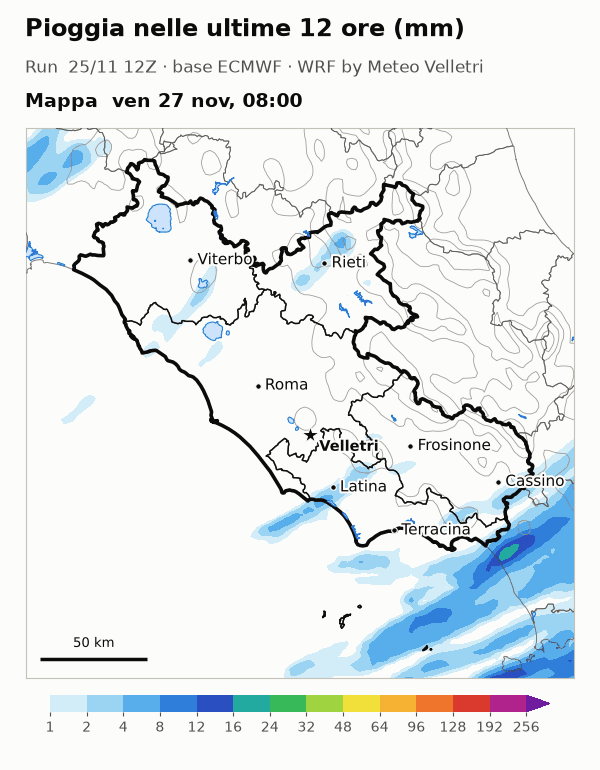 Pioggia nelle ultime 12 ore (mm)
Run 25/11 12Z · base ECMWF · WRF by Meteo Velletri
Mappa ven 27 nov, 08:00
Viterbo
Rieti
Roma
Velletri
Frosinone
Latina
Cassino
Terracina
50 km
1 2 4 8 12 16 24 32 48 64 96 128 192 256